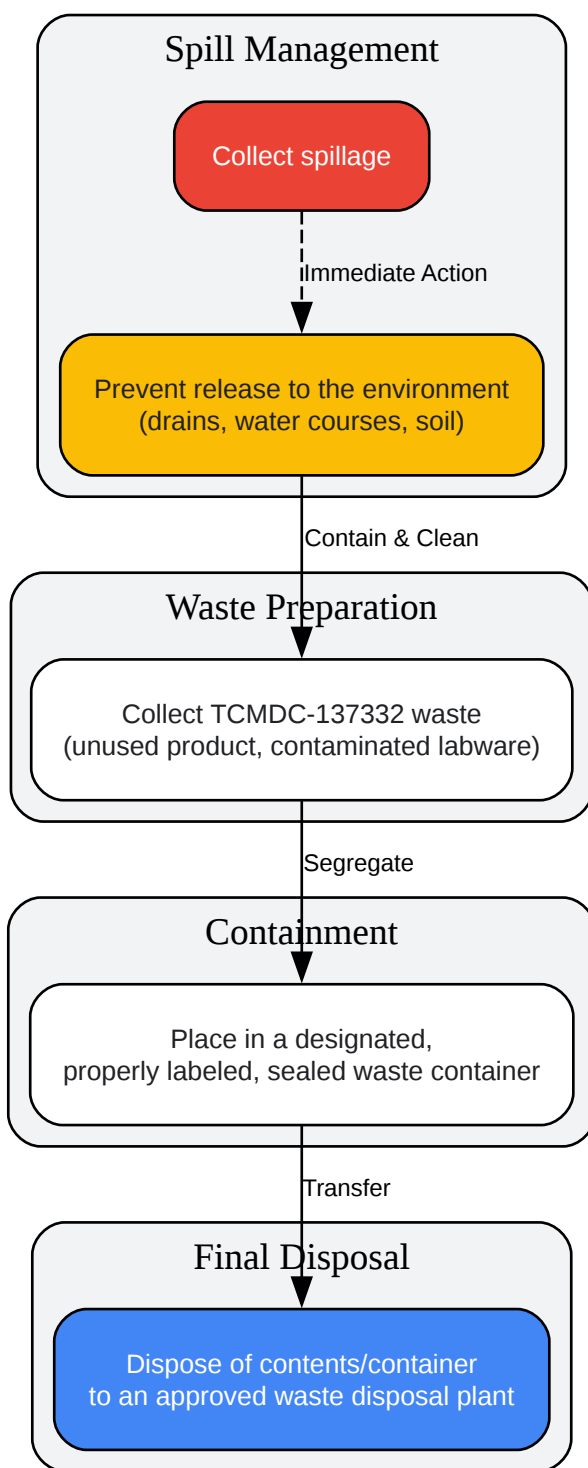 Spill Management
Collect spillage
Immediate Action
Prevent release to the environment
(drains, water courses, soil)
Contain & Clean
Waste Preparation
Collect TCMDC-137332 waste
(unused product, contaminated labware)
Segregate
Containment
Place in a designated,
properly labeled, sealed waste container
Transfer
Final Disposal
Dispose of contents/container
to an approved waste disposal plant